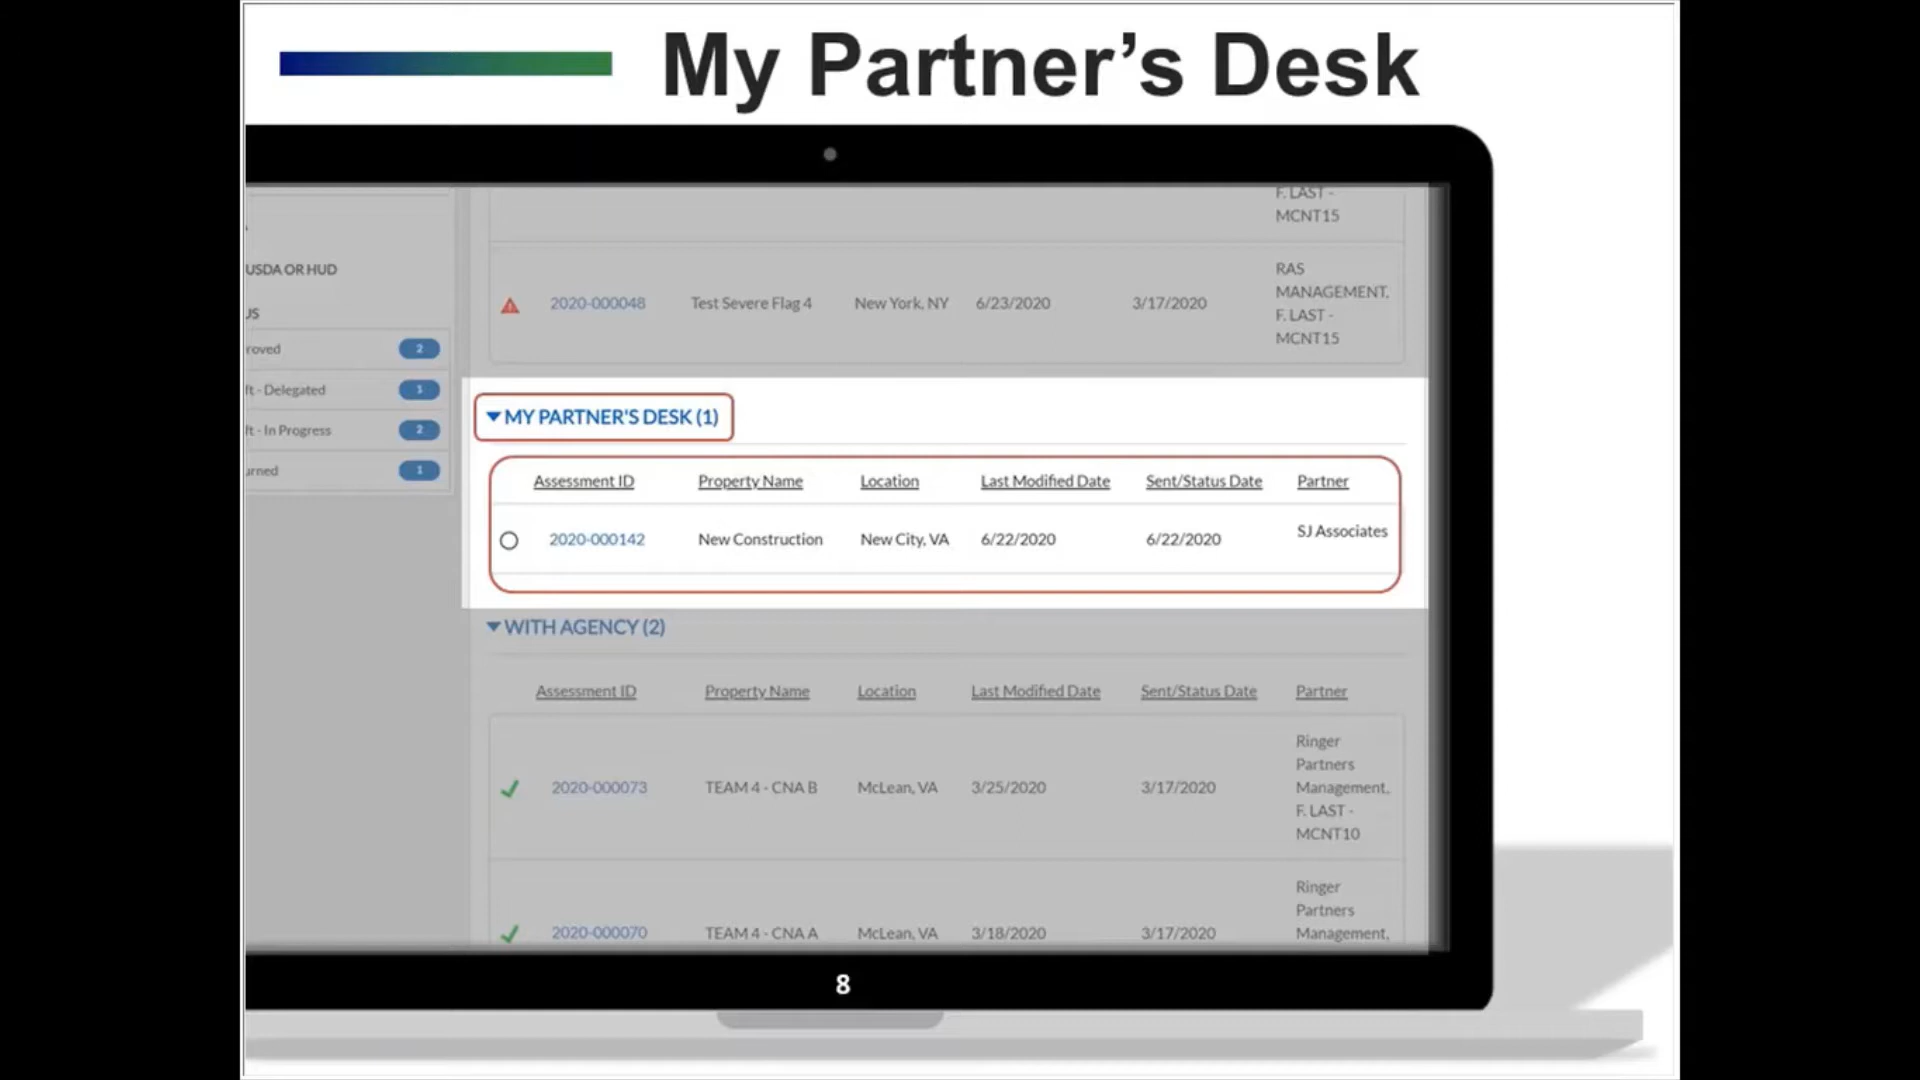 My Partner's Desk
USDA OR HUD
US
roved 2
ft - Delegated 1
ft - In Progress 2
urned 1
F. LAST -
MCNT15
2020-000048 Test Severe Flag 4 New York, NY 6/23/2020 3/17/2020 RAS
MANAGEMENT,
F. LAST -
MCNT15
MY PARTNER'S DESK (1)
Assessment ID Property Name Location Last Modified Date Sent/Status Date Partner
2020-000142 New Construction New City, VA 6/22/2020 6/22/2020 SJ Associates
WITH AGENCY (2)
Assessment ID Property Name Location Last Modified Date Sent/Status Date Partner
2020-000073 TEAM 4 - CNA B McLean, VA 3/25/2020 3/17/2020 Ringer
Partners
Management,
F. LAST -
MCNT10
2020-000070 TEAM 4 - CNA A McLean, VA 3/18/2020 3/17/2020 Ringer
Partners
Management,
8